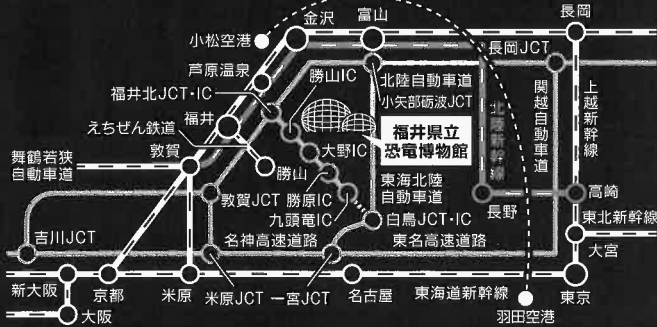 金沢
富山
長岡
小松空港
長岡JCT
芦原温泉
北陸自動車道
福井北JCT・IC
勝山IC
小矢部砺波JCT
福井
北陸新幹線
関越自動車道
上越新幹線
えちぜん鉄道
福井県立
恐竜博物館
大野IC
敦賀
舞鶴若狭
自動車道
勝山
勝原IC
東海北陸
自動車道
敦賀JCT
高崎
九頭竜IC
白鳥JCT・IC
長野
東北新幹線
吉川JCT
名神高速道路
東名高速道路
大宮
新大阪
京都
米原
米原JCT
一宮JCT
名古屋
東海道新幹線
東京
大阪
羽田空港